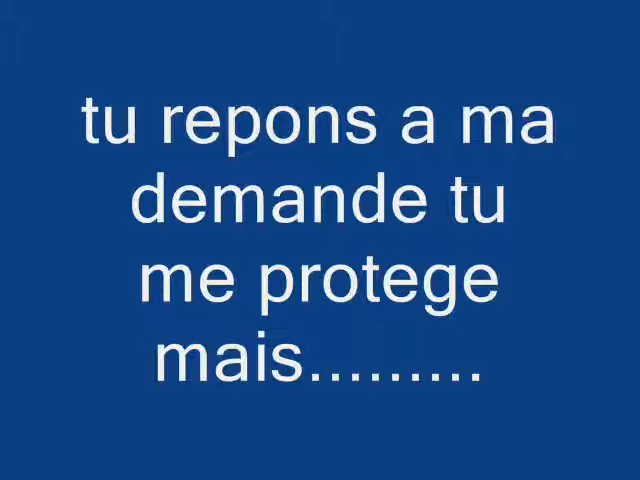 tu repons a ma
demande tu
me protege
mais.........